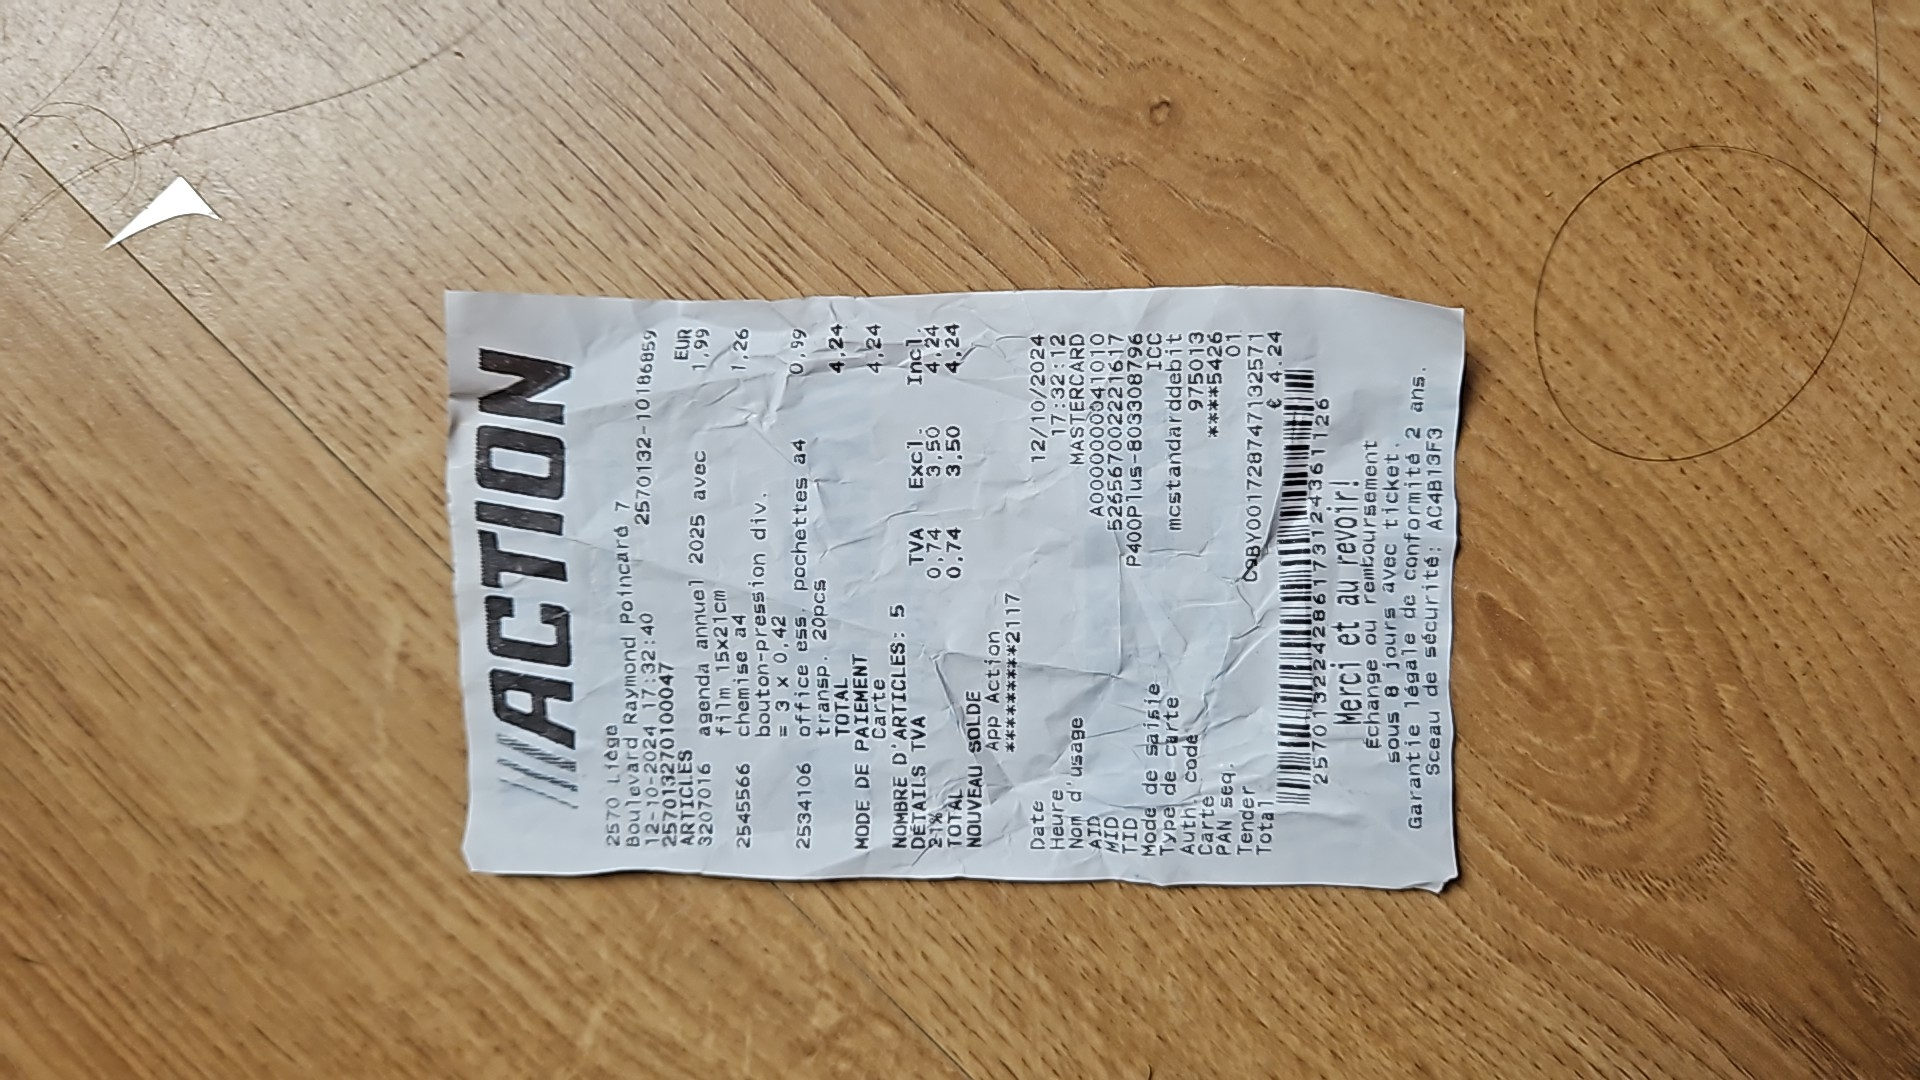 ACTION
2570 Liège
Boulevard Raymond Poincaré 7
12-10-2024 17:32:40 2570132-10186859
2570132701000​47
ARTICLES EUR
3207016 agenda annuel 2025 avec 1,99
film 15x21cm
2545566 chemise a4 1,26
bouton-pression div.
= 3 x 0,42
2534106 office ess. pochettes a4 0,99
transp. 20pcs
TOTAL 4,24
MODE DE PAIEMENT
Carte 4,24
NOMBRE D'ARTICLES: 5
DÉTAILS TVA TVA Excl. Incl.
21% 0,74 3,50 4,24
TOTAL 0,74 3,50 4,24
NOUVEAU SOLDE
App Action
**********2117
Date 12/10/2024
Heure 17:32:12
Nom d'usage MASTERCARD
AID A0000000041010
MID 526567002221617
TID P400Plus-803308796
Mode de saisie ICC
Type de carte mcstandarddebit
Auth. code 975013
Carte ****5426
PAN seq. 01
Tender COBY001728747132571
Total € 4.24
2570132242861731243611​26
Merci et au revoir!
Échange ou remboursement
sous 8 jours avec ticket.
Garantie légale de conformité 2 ans.
Sceau de sécurité: AC4B13F3